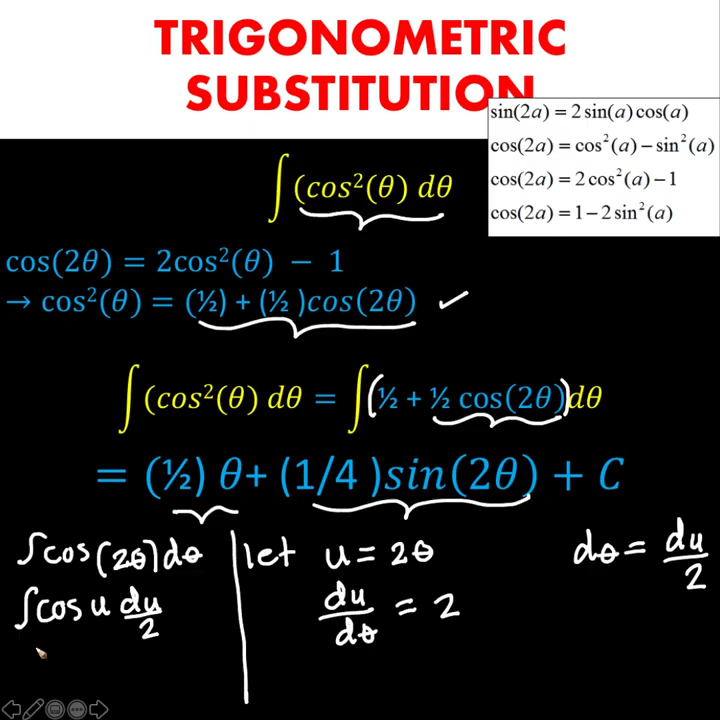 TRIGONOMETRIC
SUBSTITUTION
sin(2a) = 2 sin(a) cos(a)
cos(2a) = cos²(a) − sin²(a)
cos(2a) = 2 cos²(a) − 1
cos(2a) = 1 − 2 sin²(a)
∫(cos²(θ) dθ
cos(2θ) = 2cos²(θ) − 1
→ cos²(θ) = (½) + (½ )cos(2θ) ✓
∫(cos²(θ) dθ = ∫(½ + ½ cos(2θ))dθ
= (½) θ+ (1/4 )sin(2θ) + C
∫cos(2θ)dθ
∫cos u du/2
let u = 2θ
du/dθ = 2
dθ = du/2